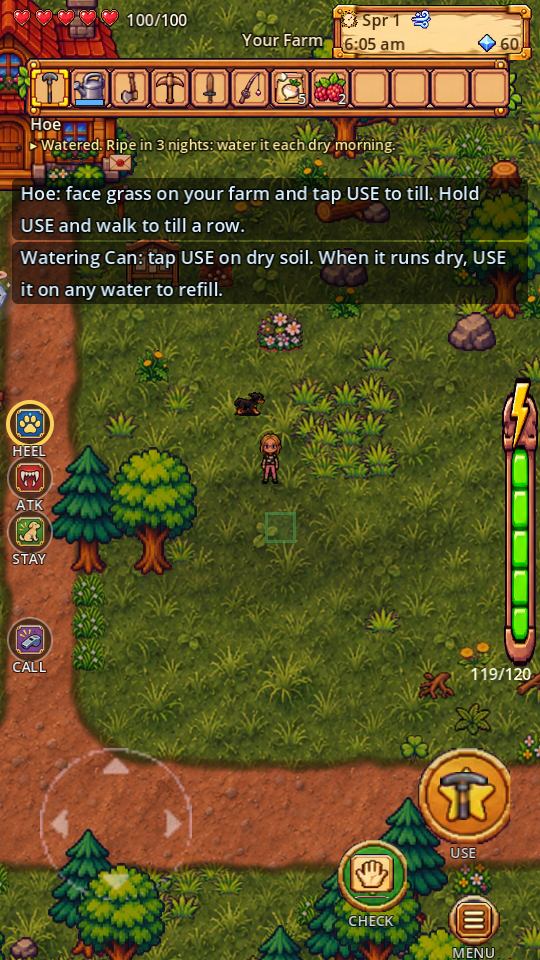 100/100
Spr 1
Your Farm
6:05 am
60
5
2
Hoe
▸ Watered. Ripe in 3 nights: water it each dry morning.
Hoe: face grass on your farm and tap USE to till. Hold
USE and walk to till a row.
Watering Can: tap USE on dry soil. When it runs dry, USE
it on any water to refill.
HEEL
ATK
STAY
CALL
119/120
USE
CHECK
MENU